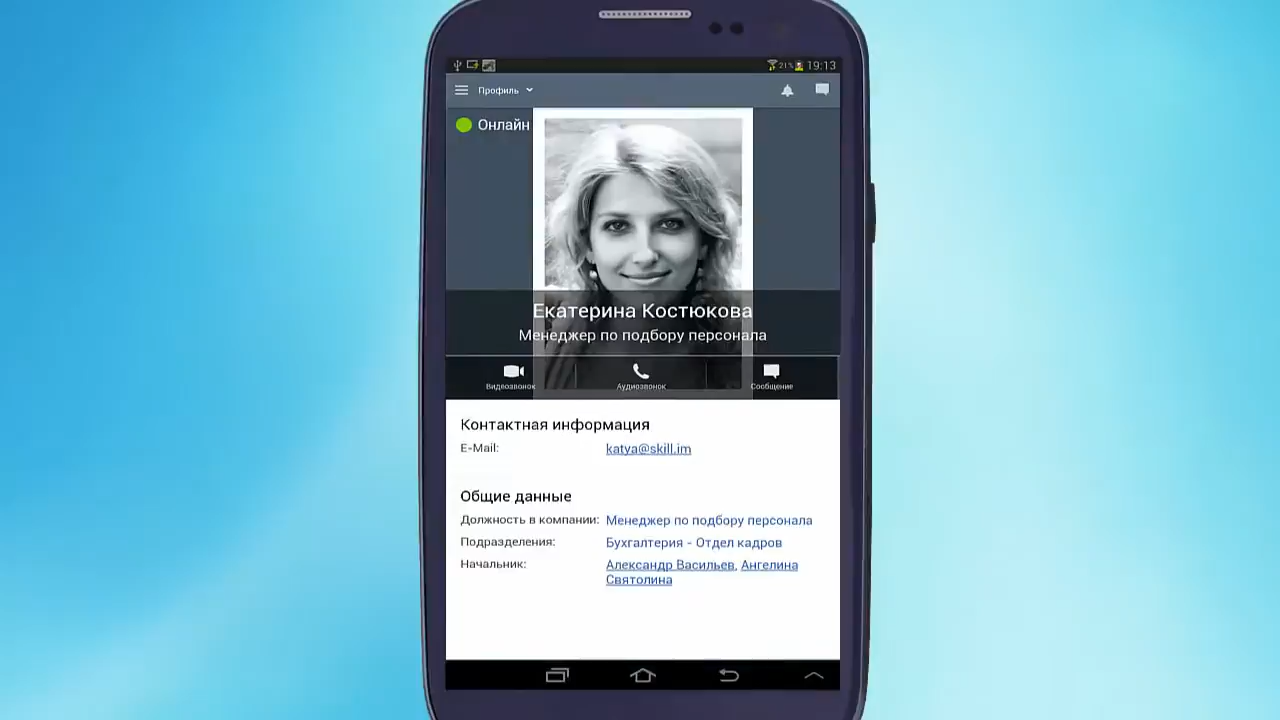 21% 19:13
Профиль
Онлайн
Екатерина Костюкова
Менеджер по подбору персонала
Видеозвонок Аудиозвонок Сообщение
Контактная информация
E-Mail: katya@skill.im
Общие данные
Должность в компании: Менеджер по подбору персонала
Подразделения: Бухгалтерия - Отдел кадров
Начальник: Александр Васильев, Ангелина
Святолина